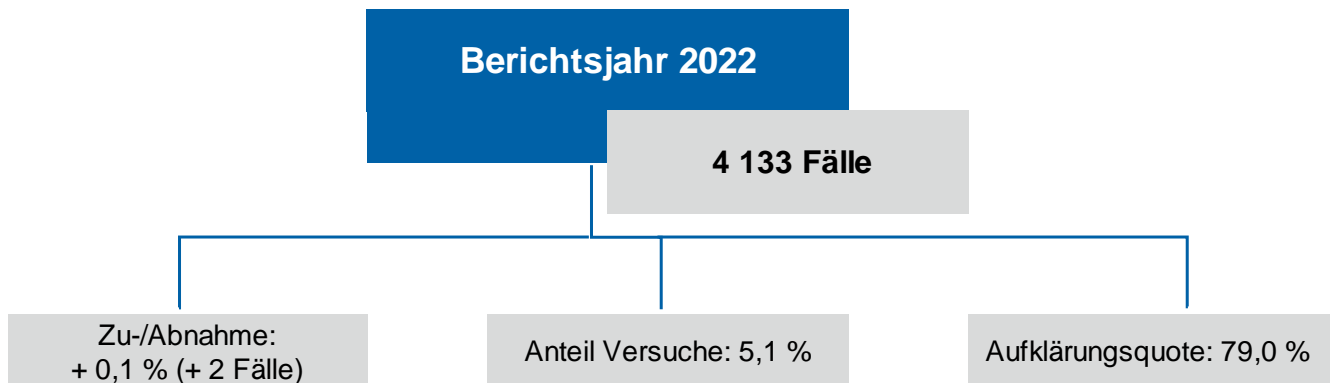 Berichtsjahr 2022
4 133 Fälle
Zu-/Abnahme:
+ 0,1 % (+ 2 Fälle)
Anteil Versuche: 5,1 %
Aufklärungsquote: 79,0 %